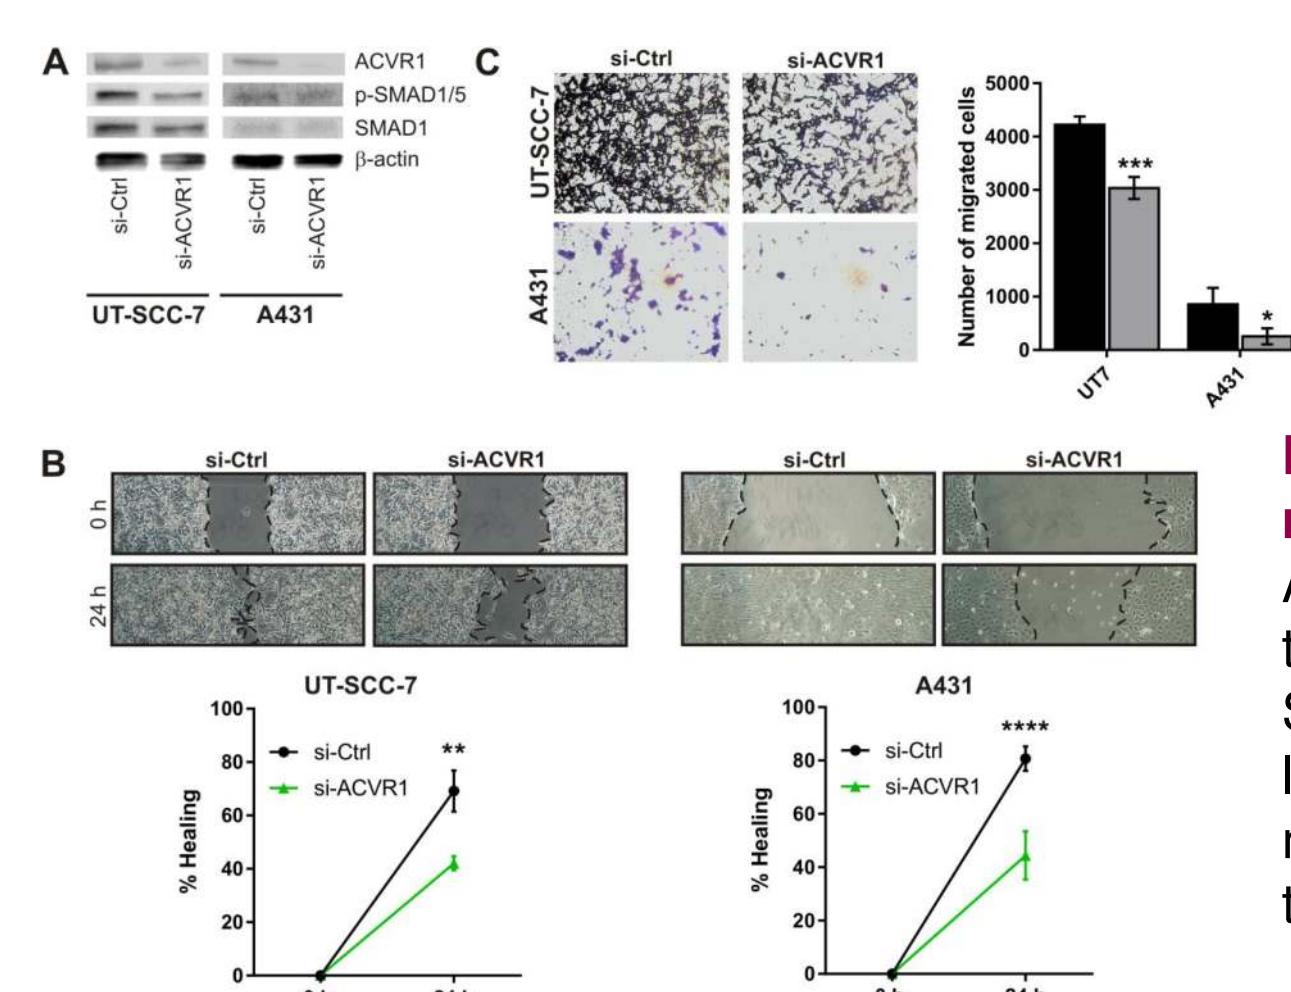 A
ACVR1
p-SMAD1/5
SMAD1
β-actin
si-Ctrl
si-ACVR1
si-Ctrl
si-ACVR1
UT-SCC-7
A431
C
si-Ctrl
si-ACVR1
UT-SCC-7
A431
Number of migrated cells
5000
4000
3000
2000
1000
0
***
*
UT7
A431
B
si-Ctrl
si-ACVR1
si-Ctrl
si-ACVR1
0 h
24 h
UT-SCC-7
% Healing
100
80
60
40
20
0
si-Ctrl
si-ACVR1
**
A431
% Healing
100
80
60
40
20
0
si-Ctrl
si-ACVR1
****